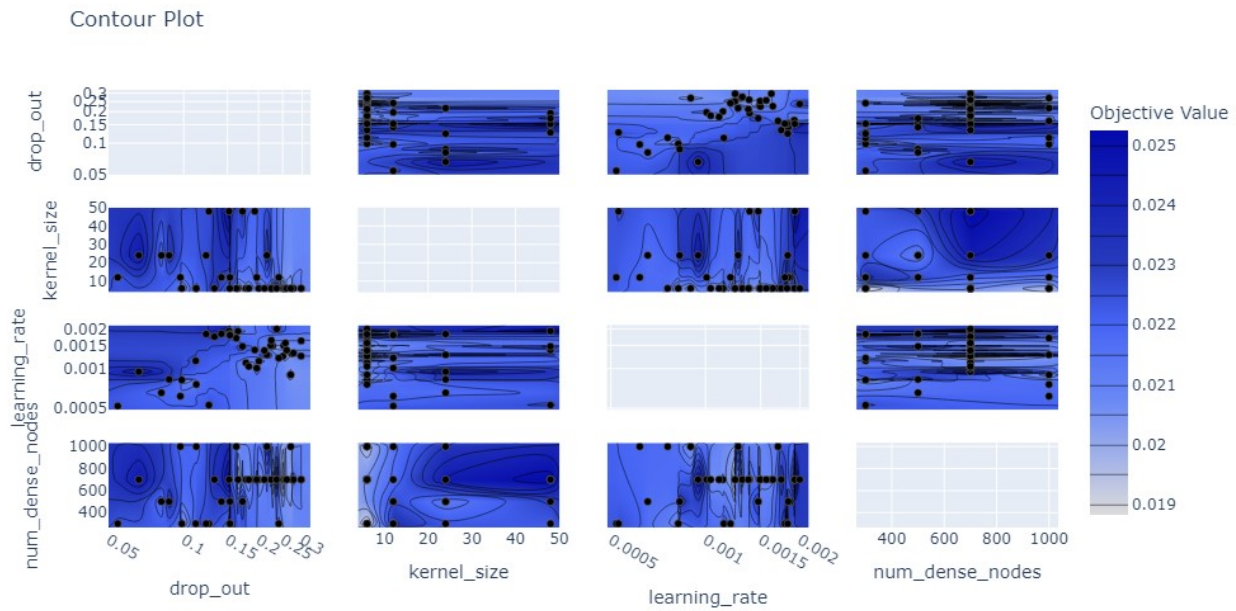 Contour Plot
drop_out
0.3
0.25
0.2
0.15
0.1
0.05
Objective Value
0.025
0.024
0.023
0.022
0.021
0.02
0.019
kernel_size
50
40
30
20
10
learning_rate
0.002
0.0015
0.001
0.0005
num_dense_nodes
1000
800
600
400
0.05 0.1 0.15 0.2 0.25 0.3
10 20 30 40 50
0.0005 0.001 0.0015 0.002
400 600 800 1000
drop_out
kernel_size
learning_rate
num_dense_nodes